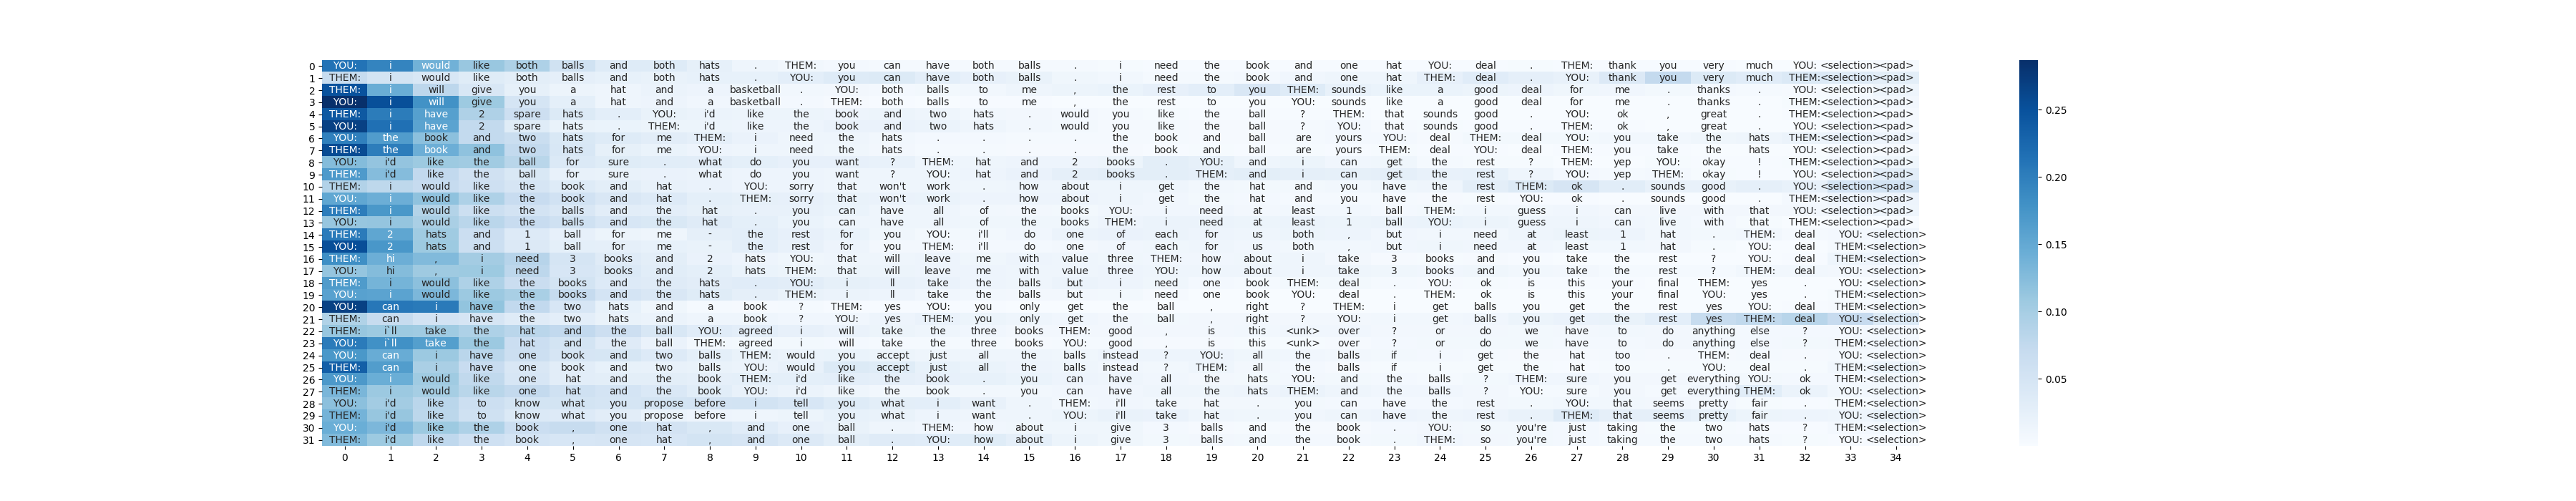 0 YOU: i would like both balls and both hats . THEM: you can have both balls . i need the book and one hat YOU: deal . THEM: thank you very much YOU: <selection> <pad>
1 THEM: i would like both balls and both hats . YOU: you can have both balls . i need the book and one hat THEM: deal . YOU: thank you very much THEM: <selection> <pad>
2 THEM: i will give you a hat and a basketball . YOU: both balls to me , the rest to you THEM: sounds like a good deal for me . thanks . YOU: <selection> <pad>
3 YOU: i will give you a hat and a basketball . THEM: both balls to me , the rest to you YOU: sounds like a good deal for me . thanks . THEM: <selection> <pad>
4 THEM: i have 2 spare hats . YOU: i'd like the book and two hats . would you like the ball ? THEM: that sounds good . YOU: ok , great . THEM: <selection> <pad>
5 YOU: i have 2 spare hats . THEM: i'd like the book and two hats . would you like the ball ? YOU: that sounds good . THEM: ok , great . YOU: <selection> <pad>
6 YOU: the book and two hats for me THEM: i need the hats . . . . the book and ball are yours YOU: deal THEM: deal YOU: you take the hats THEM: <selection> <pad>
7 THEM: the book and two hats for me YOU: i need the hats . . . . the book and ball are yours THEM: deal YOU: deal THEM: you take the hats YOU: <selection> <pad>
8 YOU: i'd like the ball for sure . what do you want ? THEM: hat and 2 books . YOU: and i can get the rest ? THEM: yep YOU: okay ! THEM: <selection> <pad>
9 THEM: i'd like the ball for sure . what do you want ? YOU: hat and 2 books . THEM: and i can get the rest ? YOU: yep THEM: okay ! YOU: <selection> <pad>
10 THEM: i would like the book and hat . YOU: sorry that won't work . how about i get the hat and you have the rest THEM: ok . sounds good . YOU: <selection> <pad>
11 YOU: i would like the book and hat . THEM: sorry that won't work . how about i get the hat and you have the rest YOU: ok . sounds good . THEM: <selection> <pad>
12 THEM: i would like the balls and the hat . you can have all of the books YOU: i need at least 1 ball THEM: i guess i can live with that YOU: <selection> <pad>
13 YOU: i would like the balls and the hat . you can have all of the books THEM: i need at least 1 ball YOU: i guess i can live with that THEM: <selection> <pad>
14 THEM: 2 hats and 1 ball for me - the rest for you YOU: i'll do one of each for us both , but i need at least 1 hat . THEM: deal YOU: <selection>
15 YOU: 2 hats and 1 ball for me - the rest for you THEM: i'll do one of each for us both , but i need at least 1 hat . YOU: deal THEM: <selection>
16 THEM: hi , i need 3 books and 2 hats YOU: that will leave me with value three THEM: how about i take 3 books and you take the rest ? YOU: deal THEM: <selection>
17 YOU: hi , i need 3 books and 2 hats THEM: that will leave me with value three YOU: how about i take 3 books and you take the rest ? THEM: deal YOU: <selection>
18 THEM: i would like the books and the hats . YOU: i ll take the balls but i need one book THEM: deal . YOU: ok is this your final THEM: yes . YOU: <selection>
19 YOU: i would like the books and the hats . THEM: i ll take the balls but i need one book YOU: deal . THEM: ok is this your final YOU: yes . THEM: <selection>
20 YOU: can i have the two hats and a book ? THEM: yes YOU: you only get the ball , right ? THEM: i get balls you get the rest yes YOU: deal THEM: <selection>
21 THEM: can i have the two hats and a book ? YOU: yes THEM: you only get the ball , right ? YOU: i get balls you get the rest yes THEM: deal YOU: <selection>
22 THEM: i`ll take the hat and the ball YOU: agreed i will take the three books THEM: good , is this <unk> over ? or do we have to do anything else ? YOU: <selection>
23 YOU: i`ll take the hat and the ball THEM: agreed i will take the three books YOU: good , is this <unk> over ? or do we have to do anything else ? THEM: <selection>
24 YOU: can i have one book and two balls THEM: would you accept just all the balls instead ? YOU: all the balls if i get the hat too . THEM: deal . YOU: <selection>
25 THEM: can i have one book and two balls YOU: would you accept just all the balls instead ? THEM: all the balls if i get the hat too . YOU: deal . THEM: <selection>
26 YOU: i would like one hat and the book THEM: i'd like the book . you can have all the hats YOU: and the balls ? THEM: sure you get everything YOU: ok THEM: <selection>
27 THEM: i would like one hat and the book YOU: i'd like the book . you can have all the hats THEM: and the balls ? YOU: sure you get everything THEM: ok YOU: <selection>
28 YOU: i'd like to know what you propose before i tell you what i want . THEM: i'll take hat . you can have the rest . YOU: that seems pretty fair . THEM: <selection>
29 THEM: i'd like to know what you propose before i tell you what i want . YOU: i'll take hat . you can have the rest . THEM: that seems pretty fair . YOU: <selection>
30 YOU: i'd like the book , one hat , and one ball . THEM: how about i give 3 balls and the book . YOU: so you're just taking the two hats ? THEM: <selection>
31 THEM: i'd like the book , one hat , and one ball . YOU: how about i give 3 balls and the book . THEM: so you're just taking the two hats ? YOU: <selection>
0 1 2 3 4 5 6 7 8 9 10 11 12 13 14 15 16 17 18 19 20 21 22 23 24 25 26 27 28 29 30 31 32 33 34
0.25
0.20
0.15
0.10
0.05